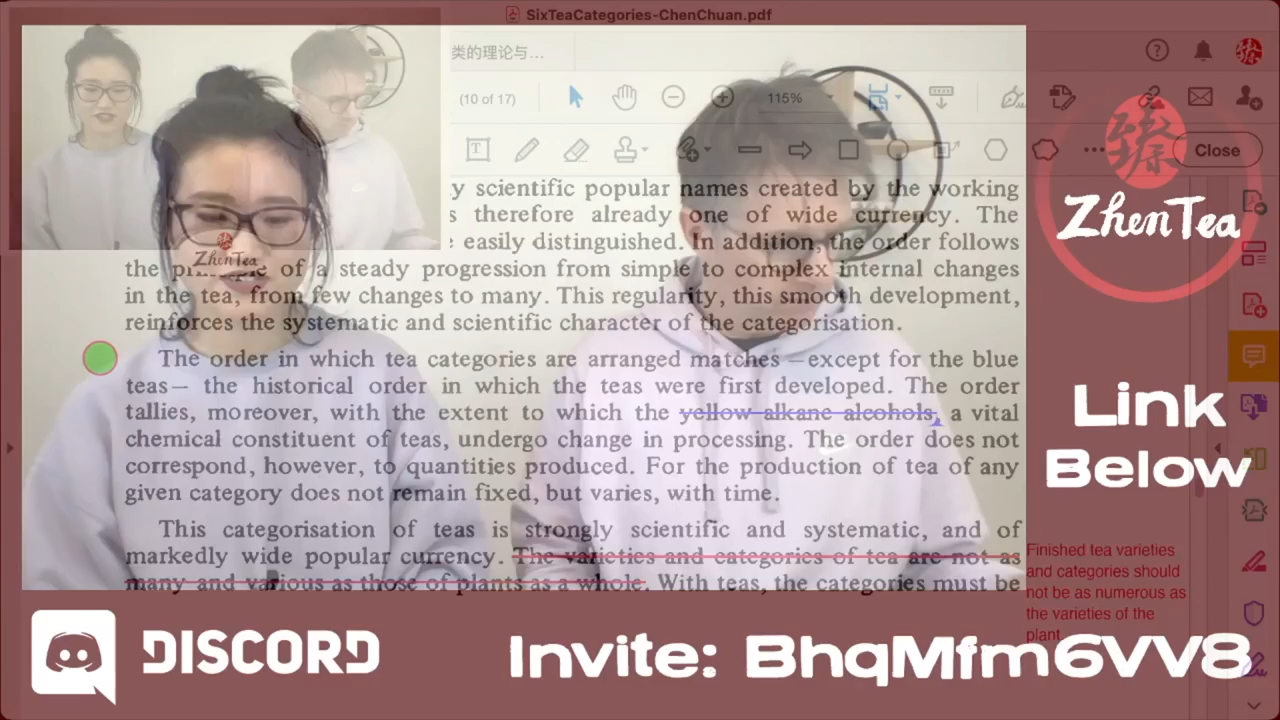 SixTeaCategories-ChenChuan.pdf
类的理论与...
(10 of 17)
115%
Close
臻
ZhenTea
y scientific popular names created by the working
s therefore already one of wide currency. The
easily distinguished. In addition, the order follows
ZhenTea
the of a steady progression from simple to complex internal changes
in the tea, from few changes to many. This regularity, this smooth development,
reinforces the systematic and scientific character of the categorisation.
The order in which tea categories are arranged matches —except for the blue
teas— the historical order in which the teas were first developed. The order
tallies, moreover, with the extent to which the yellow alkane alcohols, a vital
chemical constituent of teas, undergo change in processing. The order does not
correspond, however, to quantities produced. For the production of tea of any
given category does not remain fixed, but varies, with time.
This categorisation of teas is strongly scientific and systematic, and of
markedly wide popular currency. The varieties and categories of tea are not as
many and various as those of plants as a whole. With teas, the categories must be
Link
Below
Finished tea varieties
and categories should
not be as numerous as
the varieties of the
plant
DISCORD
Invite: BhqMfm6VV8